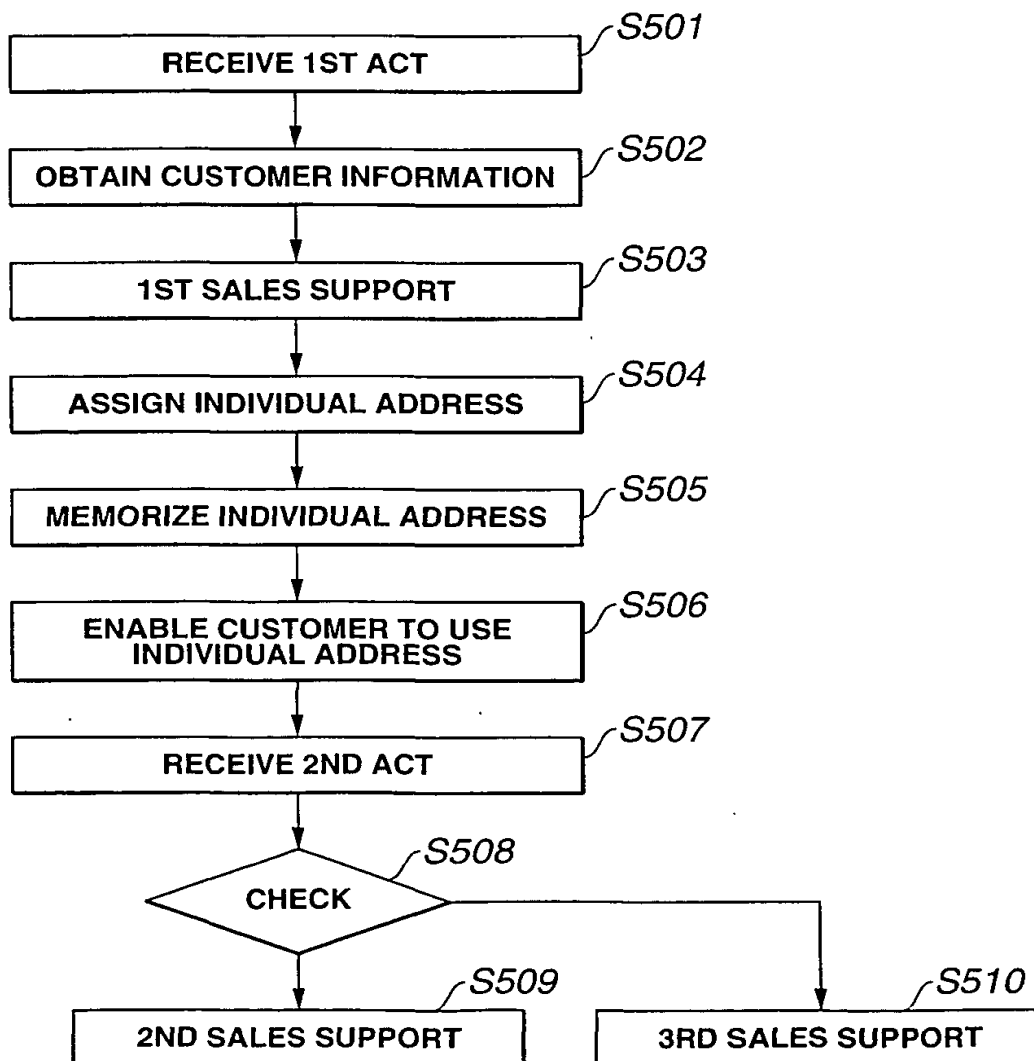 S501
RECEIVE 1ST ACT
S502
OBTAIN CUSTOMER INFORMATION
S503
1ST SALES SUPPORT
S504
ASSIGN INDIVIDUAL ADDRESS
S505
MEMORIZE INDIVIDUAL ADDRESS
S506
ENABLE CUSTOMER TO USE
INDIVIDUAL ADDRESS
S507
RECEIVE 2ND ACT
S508
CHECK
S509
2ND SALES SUPPORT
S510
3RD SALES SUPPORT